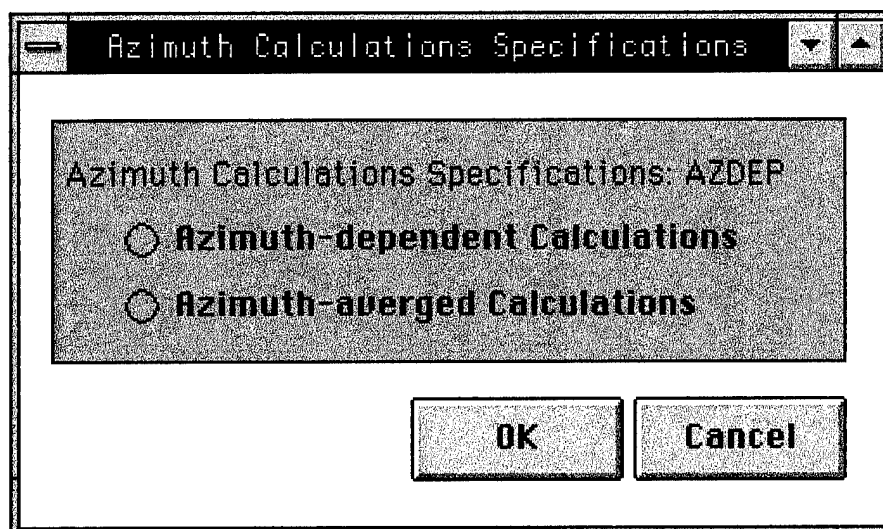 Azimuth Calculations Specifications
Azimuth Calculations Specifications: AZDEP
Azimuth-dependent Calculations
Azimuth-averged Calculations
OK
Cancel